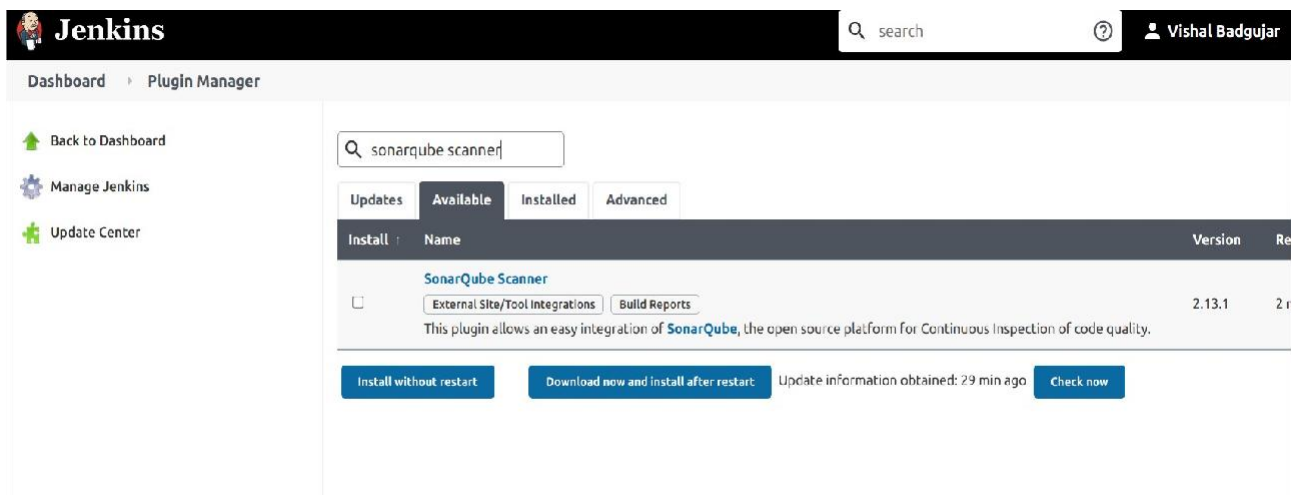 Jenkins
search
Vishal Badgujar
Dashboard Plugin Manager
Back to Dashboard
Manage Jenkins
Update Center
sonarqube scanner
Updates Available Installed Advanced
Install ↑ Name Version Re
SonarQube Scanner
External Site/Tool Integrations Build Reports
2.13.1 2
This plugin allows an easy integration of SonarQube, the open source platform for Continuous Inspection of code quality.
Install without restart Download now and install after restart Update information obtained: 29 min ago Check now